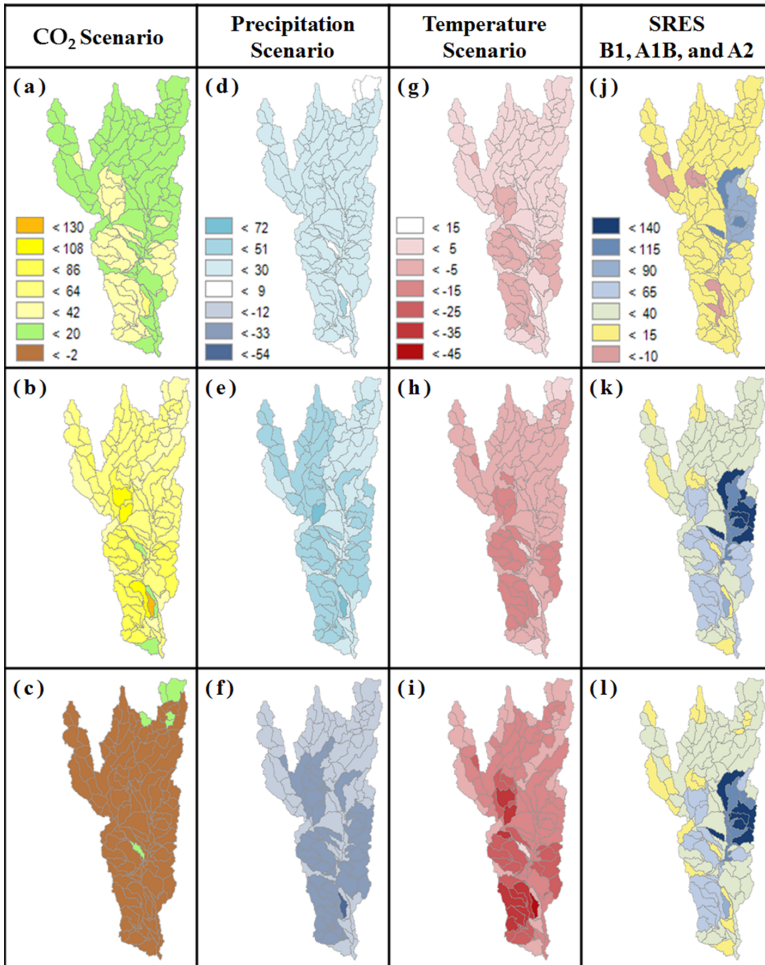 CO₂ Scenario
Precipitation
Scenario
Temperature
Scenario
SRES
B1, A1B, and A2
(a)
< 130
< 108
< 86
< 64
< 42
< 20
< -2
(d)
< 72
< 51
< 30
< 9
< -12
< -33
< -54
(g)
< 15
< 5
< -5
< -15
< -25
< -35
< -45
(j)
< 140
< 115
< 90
< 65
< 40
< 15
< -10
(b)
(e)
(h)
(k)
(c)
(f)
(i)
(l)